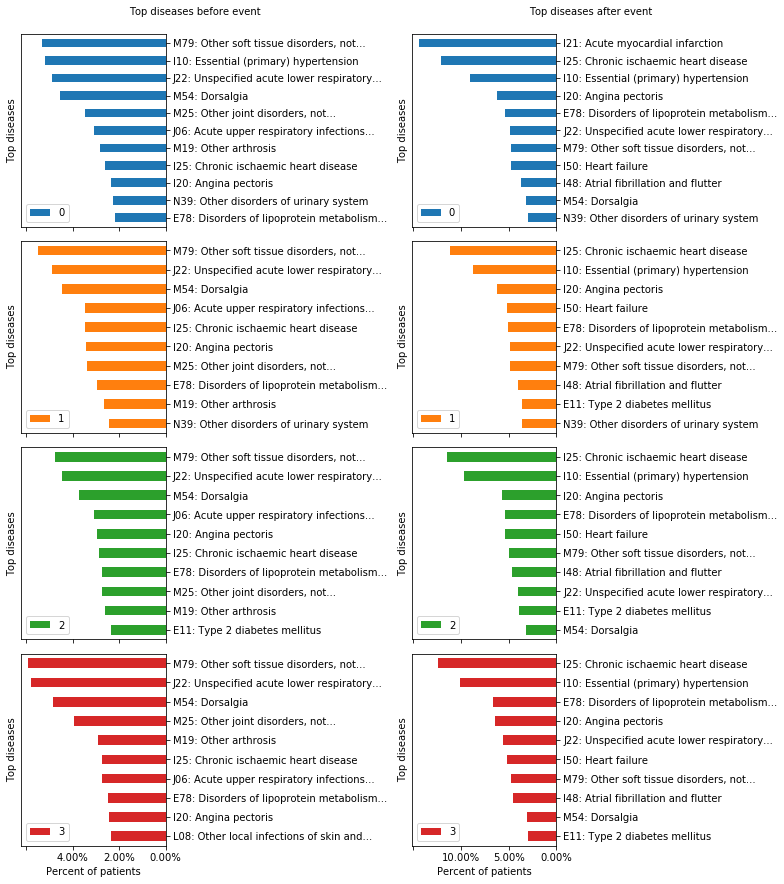 Top diseases before event
Top diseases
M79: Other soft tissue disorders, not...
I10: Essential (primary) hypertension
J22: Unspecified acute lower respiratory...
M54: Dorsalgia
M25: Other joint disorders, not...
J06: Acute upper respiratory infections...
M19: Other arthrosis
I25: Chronic ischaemic heart disease
I20: Angina pectoris
N39: Other disorders of urinary system
E78: Disorders of lipoprotein metabolism...
0
Top diseases
M79: Other soft tissue disorders, not...
J22: Unspecified acute lower respiratory...
M54: Dorsalgia
J06: Acute upper respiratory infections...
I25: Chronic ischaemic heart disease
I20: Angina pectoris
M25: Other joint disorders, not...
E78: Disorders of lipoprotein metabolism...
M19: Other arthrosis
N39: Other disorders of urinary system
1
Top diseases
M79: Other soft tissue disorders, not...
J22: Unspecified acute lower respiratory...
M54: Dorsalgia
J06: Acute upper respiratory infections...
I20: Angina pectoris
I25: Chronic ischaemic heart disease
E78: Disorders of lipoprotein metabolism...
M25: Other joint disorders, not...
M19: Other arthrosis
E11: Type 2 diabetes mellitus
2
Top diseases
M79: Other soft tissue disorders, not...
J22: Unspecified acute lower respiratory...
M54: Dorsalgia
M25: Other joint disorders, not...
M19: Other arthrosis
I25: Chronic ischaemic heart disease
J06: Acute upper respiratory infections...
E78: Disorders of lipoprotein metabolism...
I20: Angina pectoris
L08: Other local infections of skin and...
3
4.00% 2.00% 0.00%
Percent of patients
Top diseases after event
Top diseases
I21: Acute myocardial infarction
I25: Chronic ischaemic heart disease
I10: Essential (primary) hypertension
I20: Angina pectoris
E78: Disorders of lipoprotein metabolism...
J22: Unspecified acute lower respiratory...
M79: Other soft tissue disorders, not...
I50: Heart failure
I48: Atrial fibrillation and flutter
M54: Dorsalgia
N39: Other disorders of urinary system
0
Top diseases
I25: Chronic ischaemic heart disease
I10: Essential (primary) hypertension
I20: Angina pectoris
I50: Heart failure
E78: Disorders of lipoprotein metabolism...
J22: Unspecified acute lower respiratory...
M79: Other soft tissue disorders, not...
I48: Atrial fibrillation and flutter
E11: Type 2 diabetes mellitus
N39: Other disorders of urinary system
1
Top diseases
I25: Chronic ischaemic heart disease
I10: Essential (primary) hypertension
I20: Angina pectoris
E78: Disorders of lipoprotein metabolism...
I50: Heart failure
M79: Other soft tissue disorders, not...
I48: Atrial fibrillation and flutter
J22: Unspecified acute lower respiratory...
E11: Type 2 diabetes mellitus
M54: Dorsalgia
2
Top diseases
I25: Chronic ischaemic heart disease
I10: Essential (primary) hypertension
E78: Disorders of lipoprotein metabolism...
I20: Angina pectoris
J22: Unspecified acute lower respiratory...
I50: Heart failure
M79: Other soft tissue disorders, not...
I48: Atrial fibrillation and flutter
M54: Dorsalgia
E11: Type 2 diabetes mellitus
3
10.00% 5.00% 0.00%
Percent of patients